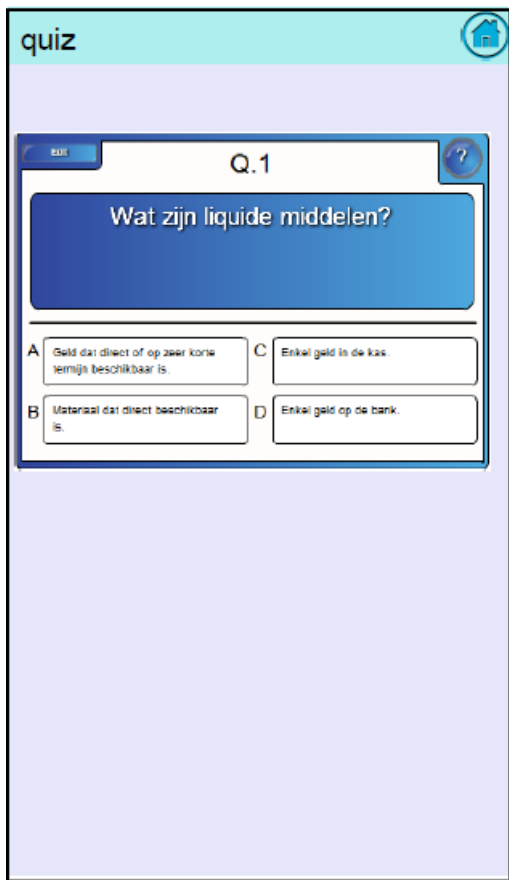 quiz
EXIT
Q.1
?
Wat zijn liquide middelen?
A
Geld dat direct of op zeer korte
termijn beschikbaar is.
B
Materiaal dat direct beschikbaar
is.
C
Enkel geld in de kas.
D
Enkel geld op de bank.